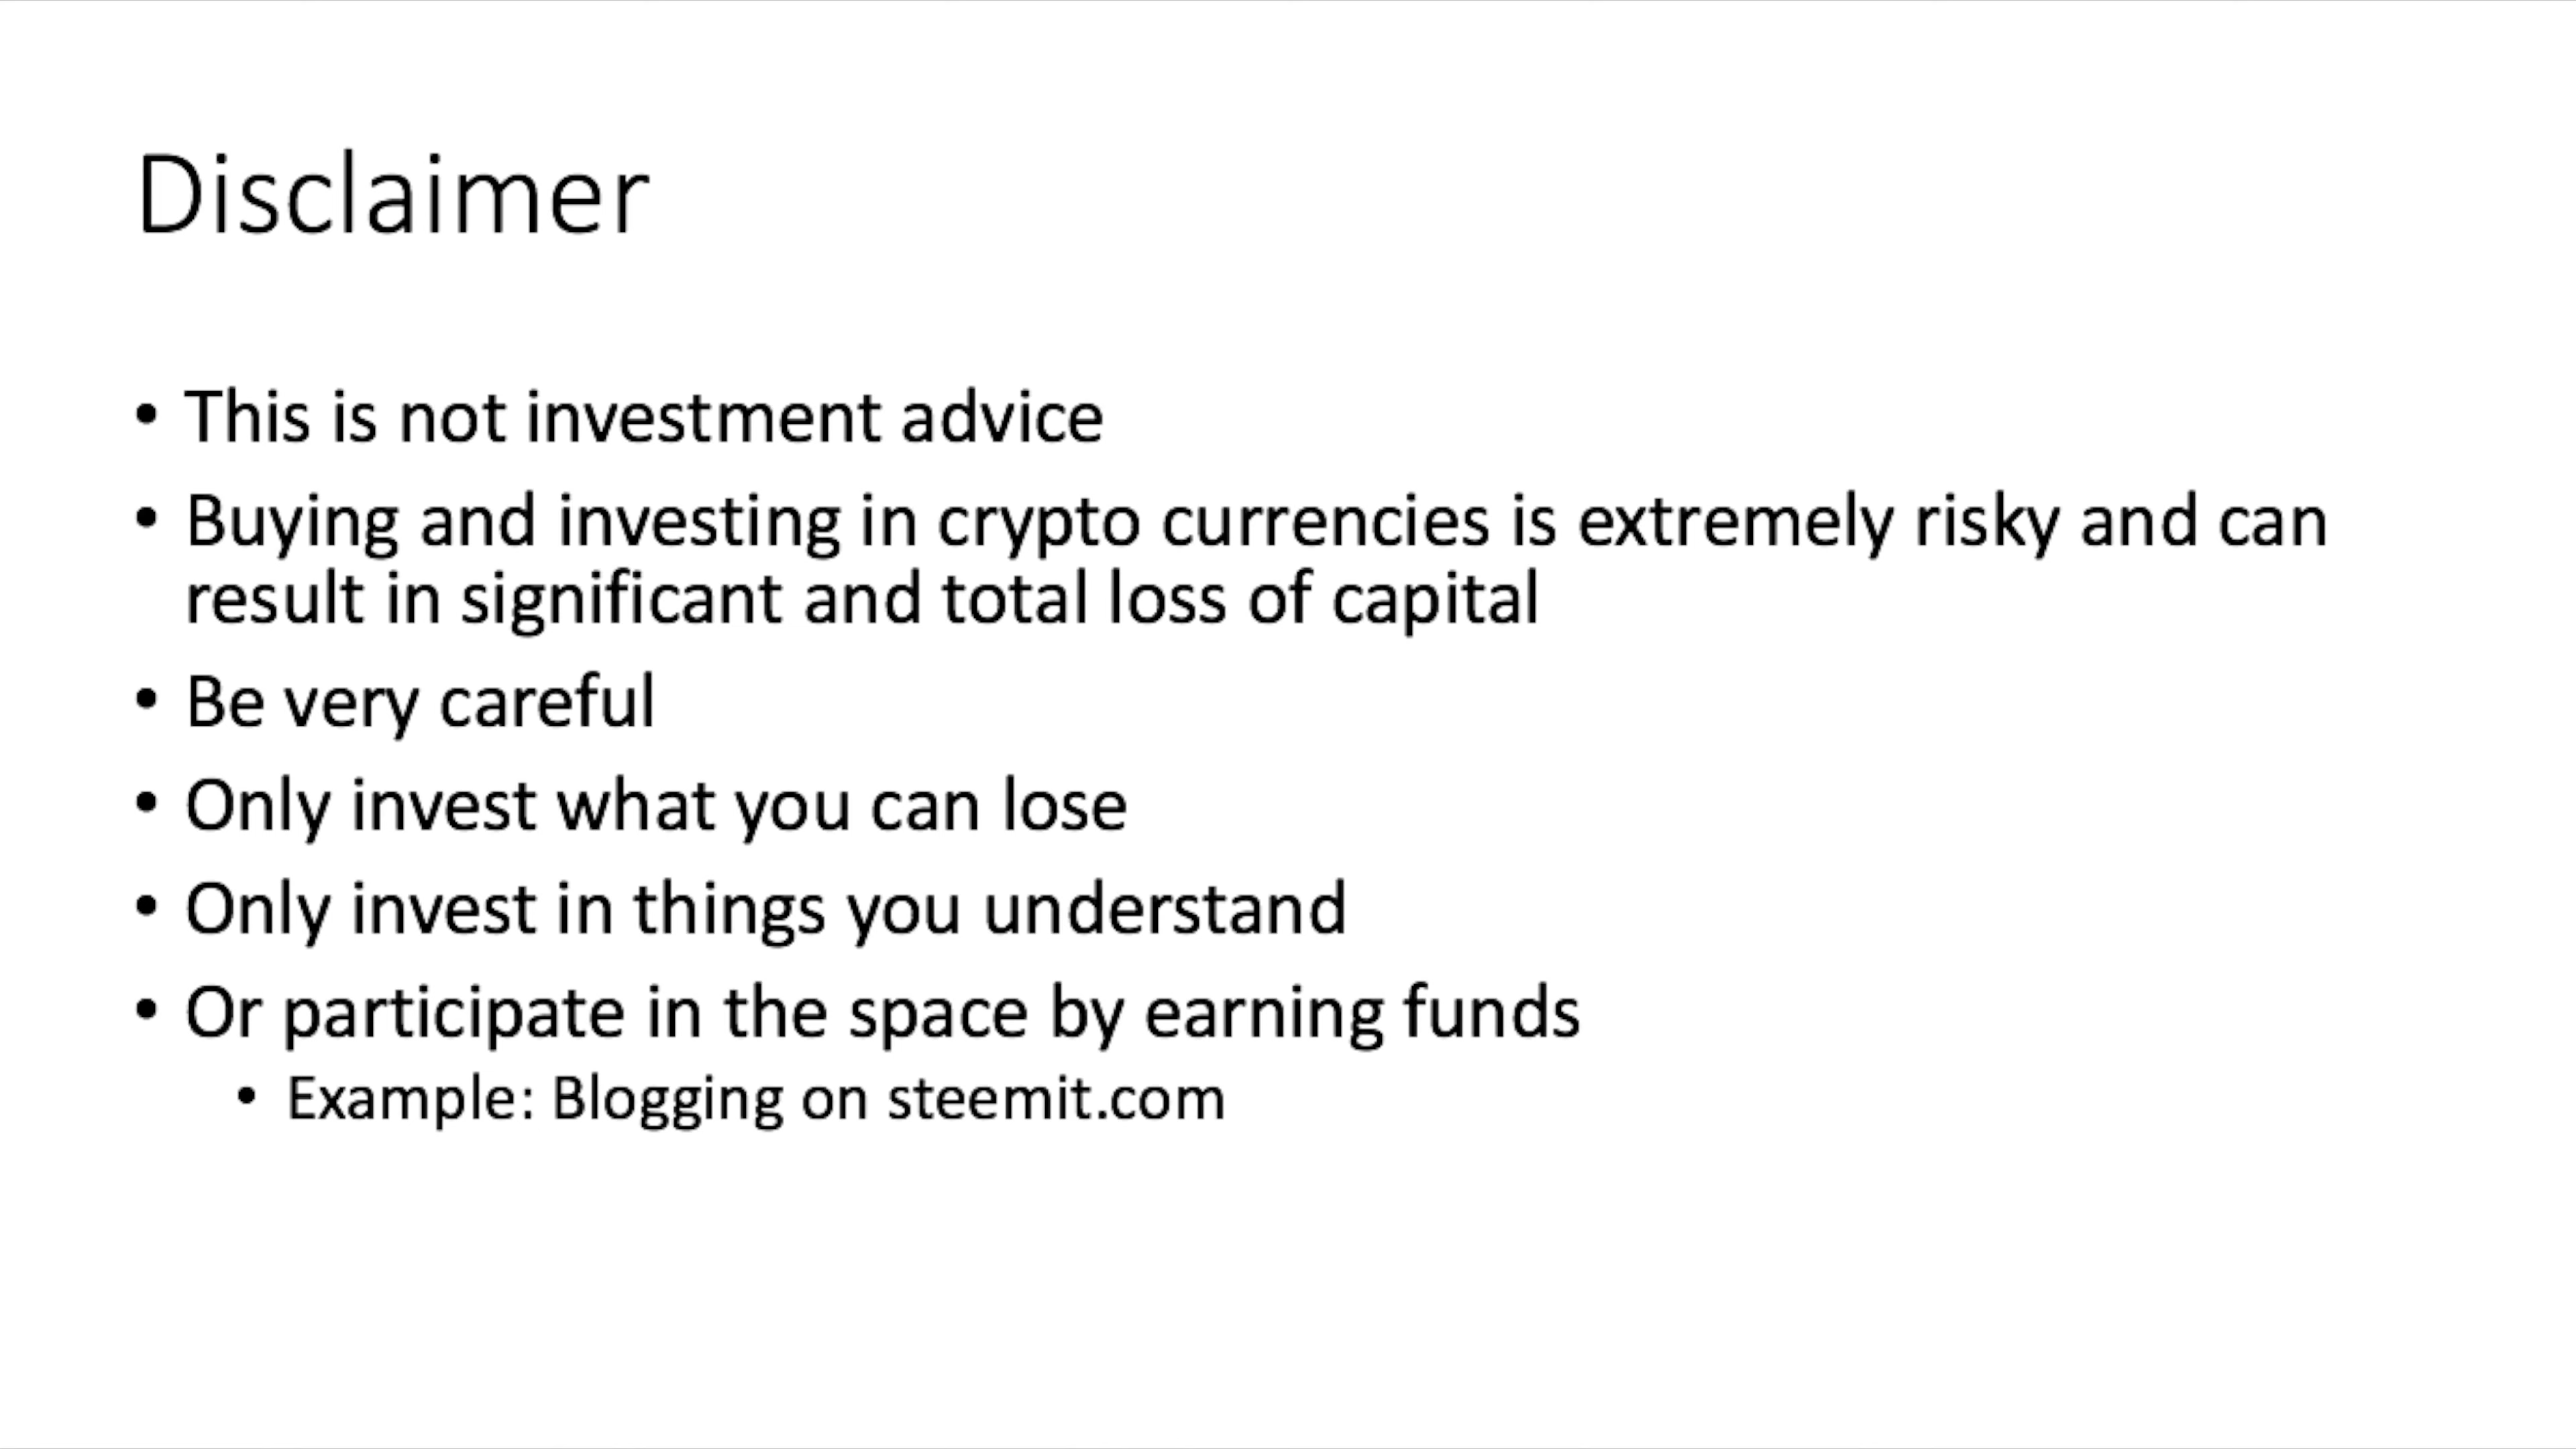 Disclaimer
• This is not investment advice
• Buying and investing in crypto currencies is extremely risky and can
result in significant and total loss of capital
• Be very careful
• Only invest what you can lose
• Only invest in things you understand
• Or participate in the space by earning funds
• Example: Blogging on steemit.com